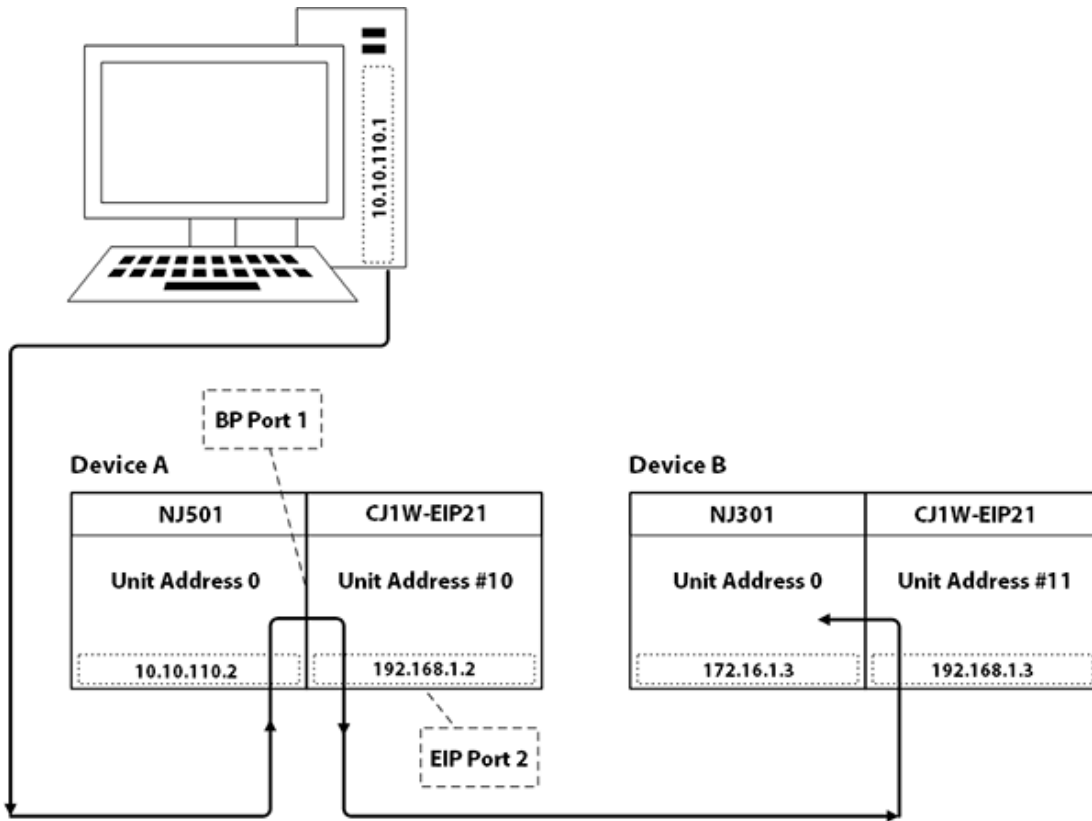 10.10.110.1
BP Port 1
Device A
Device B
NJ501
CJ1W-EIP21
NJ301
CJ1W-EIP21
Unit Address 0
Unit Address #10
Unit Address 0
Unit Address #11
10.10.110.2
192.168.1.2
172.16.1.3
192.168.1.3
EIP Port 2